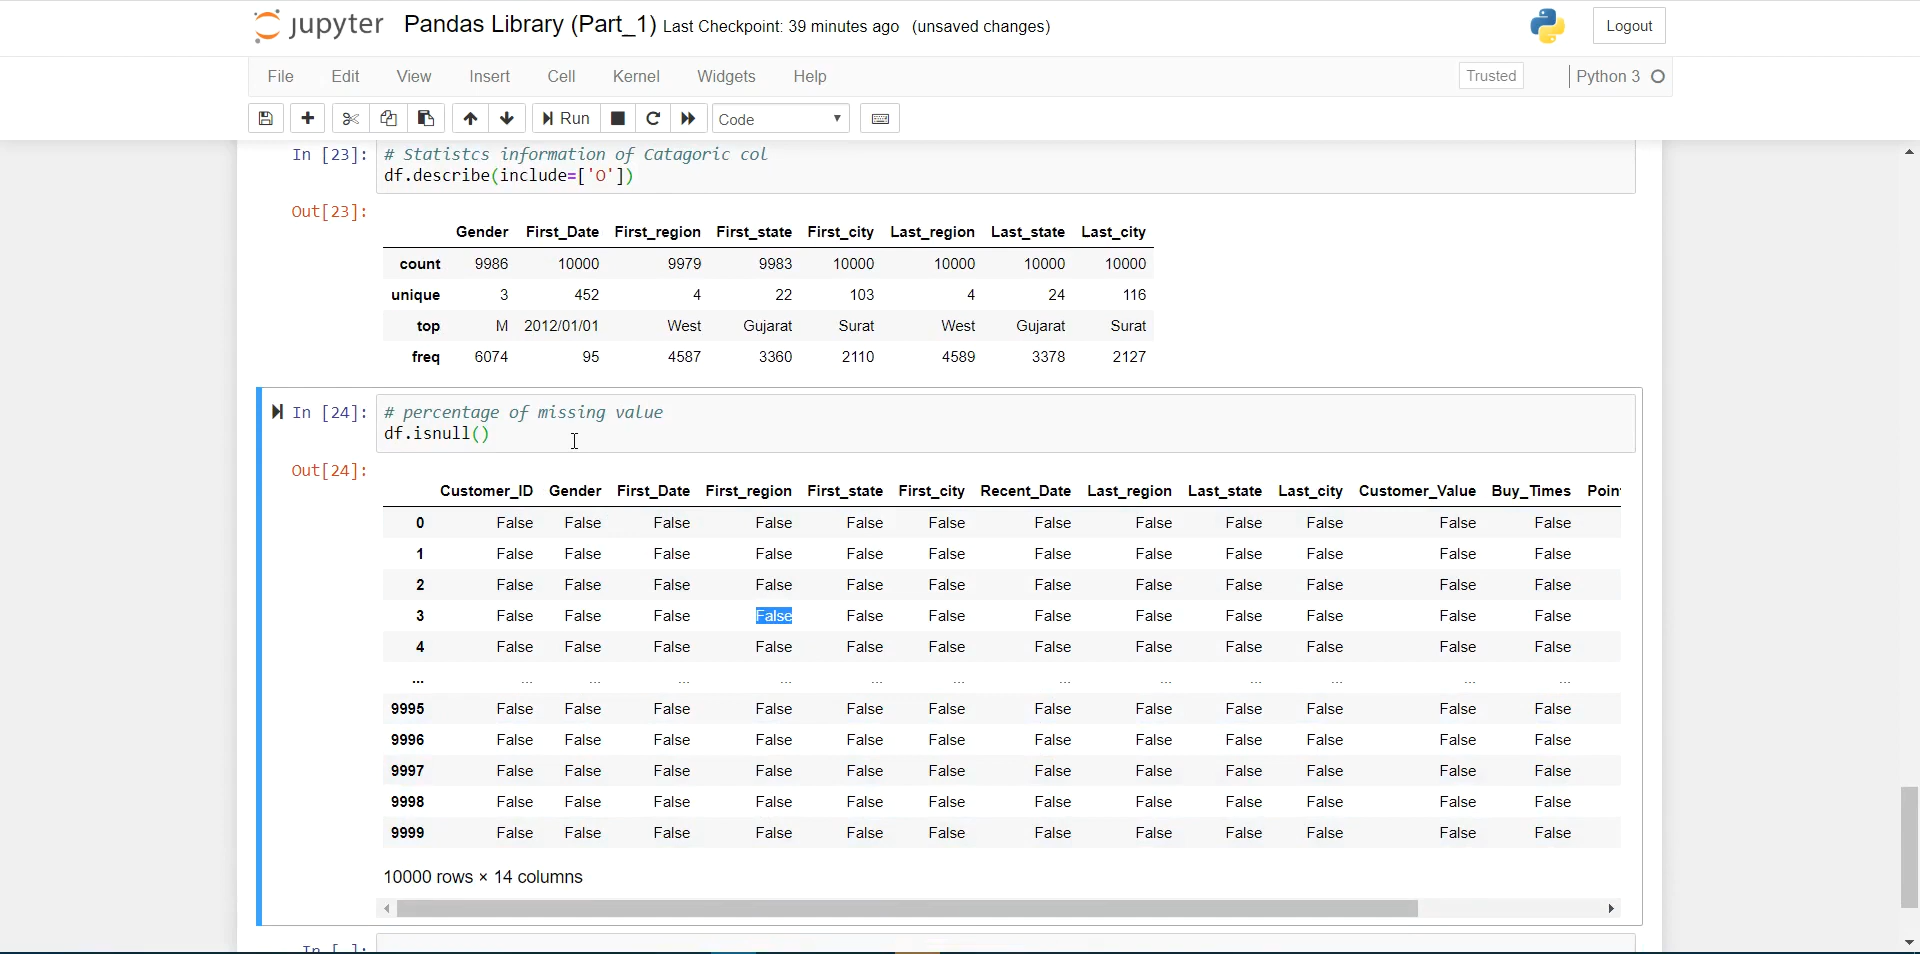 jupyter Pandas Library (Part_1) Last Checkpoint: 39 minutes ago (unsaved changes) Logout
File Edit View Insert Cell Kernel Widgets Help Trusted Python 3
Run Code
In [23]: # Statistcs information of Catagoric col
df.describe(include=['O'])
Out[23]:
Gender First_Date First_region First_state First_city Last_region Last_state Last_city
count 9986 10000 9979 9983 10000 10000 10000 10000
unique 3 452 4 22 103 4 24 116
top M 2012/01/01 West Gujarat Surat West Gujarat Surat
freq 6074 95 4587 3360 2110 4589 3378 2127
In [24]: # percentage of missing value
df.isnull()
Out[24]:
Customer_ID Gender First_Date First_region First_state First_city Recent_Date Last_region Last_state Last_city Customer_Value Buy_Times Poin
0 False False False False False False False False False False False False
1 False False False False False False False False False False False False
2 False False False False False False False False False False False False
3 False False False False False False False False False False False False
4 False False False False False False False False False False False False
... ... ... ... ... ... ... ... ... ... ... ... ...
9995 False False False False False False False False False False False False
9996 False False False False False False False False False False False False
9997 False False False False False False False False False False False False
9998 False False False False False False False False False False False False
9999 False False False False False False False False False False False False
10000 rows × 14 columns
In [ ]: